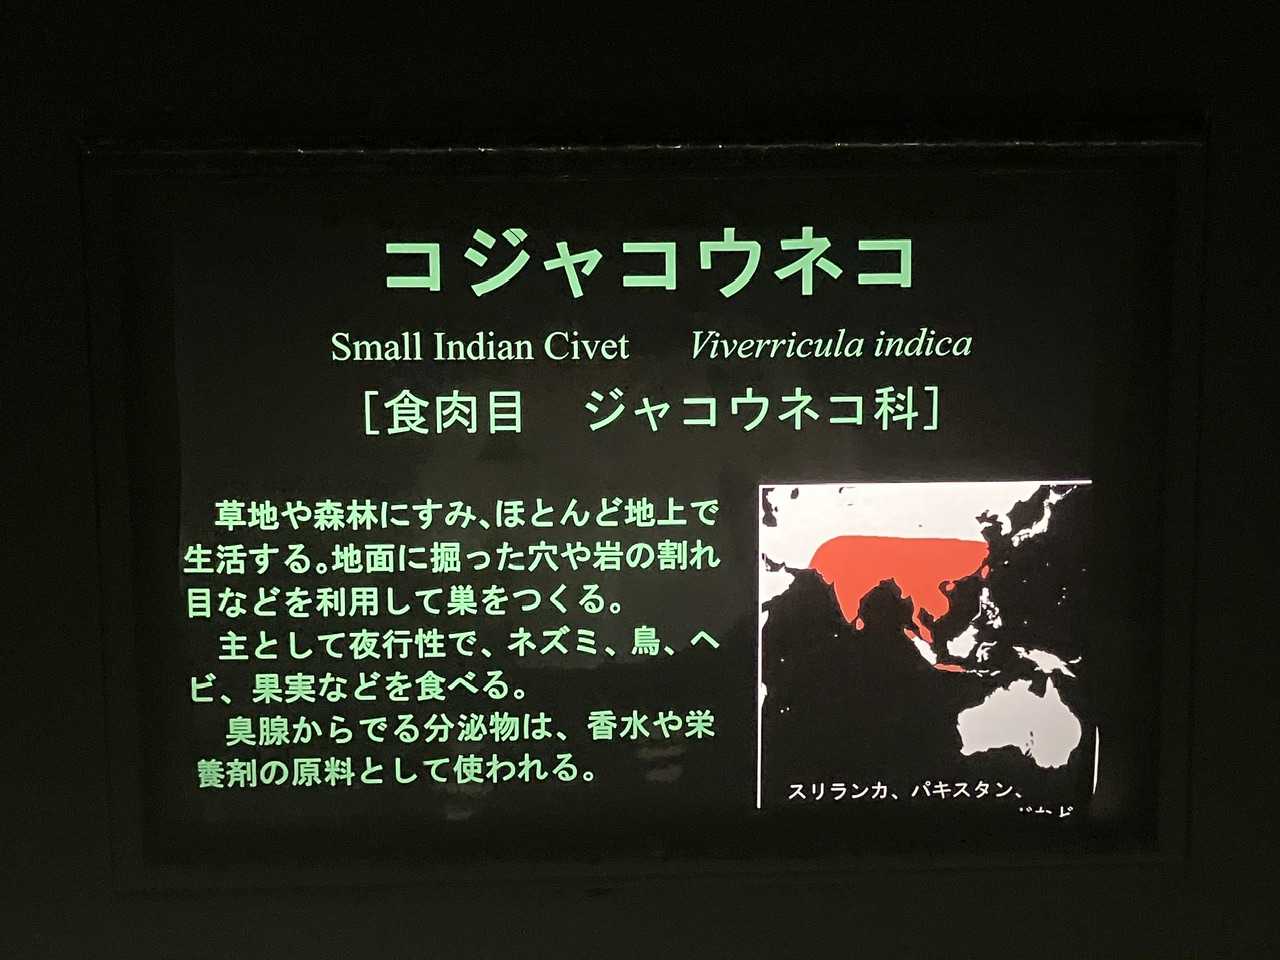 コジャコウネコ
Small Indian Civet　Viverricula indica
［食肉目　ジャコウネコ科］
草地や森林にすみ、ほとんど地上で
生活する。地面に掘った穴や岩の割れ
目などを利用して巣をつくる。
主として夜行性で、ネズミ、鳥、ヘ
ビ、果実などを食べる。
臭腺からでる分泌物は、香水や栄
養剤の原料として使われる。
スリランカ、パキスタン、